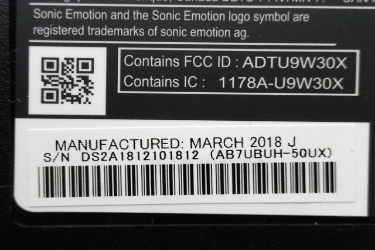 Sonic Emotion and the Sonic Emotion logo symbol are
registered trademarks of sonic emotion ag.
Contains FCC ID : ADTU9W30X
Contains IC : 1178A-U9W30X
MANUFACTURED: MARCH 2018 J
S/N DS2A1812101812 (AB7UBUH-50UX)